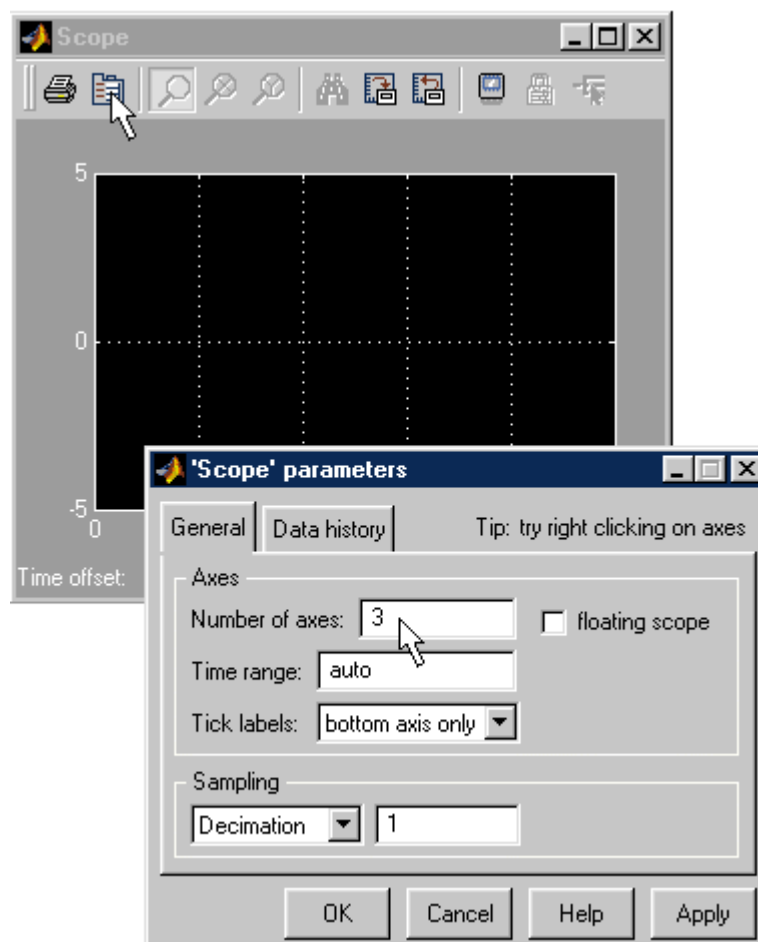 Scope
5
0
-5
0
Time offset:
'Scope' parameters
General Data history Tip: try right clicking on axes
Axes
Number of axes: 3 floating scope
Time range: auto
Tick labels: bottom axis only
Sampling
Decimation 1
OK Cancel Help Apply